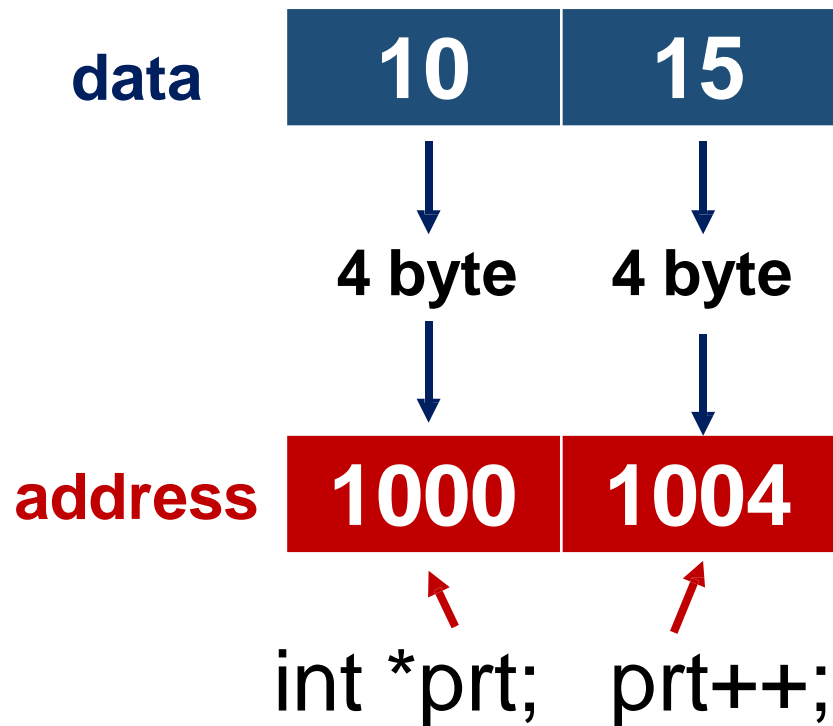 data 10 15
4 byte 4 byte
address 1000 1004
int *prt; prt++;